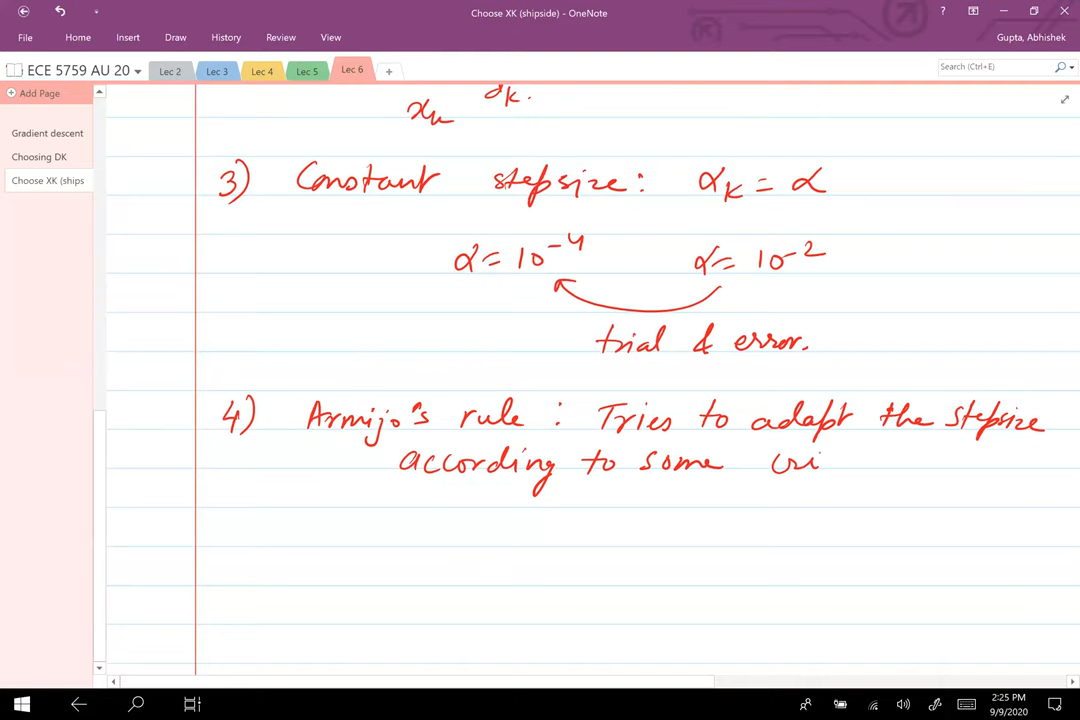 Choose XK (shipside) - OneNote
File Home Insert Draw History Review View Gupta, Abhishek
ECE 5759 AU 20 Lec 2 Lec 3 Lec 4 Lec 5 Lec 6 + Search (Ctrl+E)
Add Page
Gradient descent
Choosing DK
Choose XK (ships
xₖ dₖ.
3) Constant stepsize: αₖ = α
α = 10⁻⁴ α = 10⁻²
trial & error.
4) Armijo's rule : Tries to adapt the stepsize
according to some cri
2:25 PM
9/9/2020